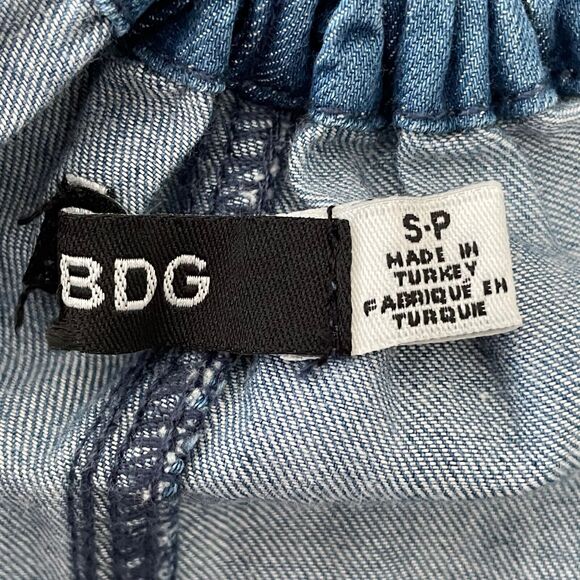 BDG
S-P
MADE IN
TURKEY
FABRIQUÉ EN
TURQUIE